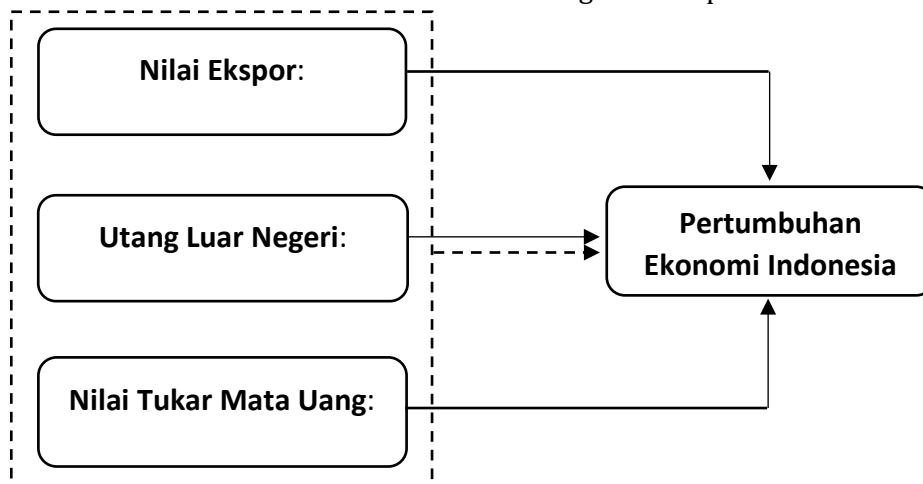 Nilai Ekspor:
Utang Luar Negeri:
Pertumbuhan
Ekonomi Indonesia
Nilai Tukar Mata Uang: